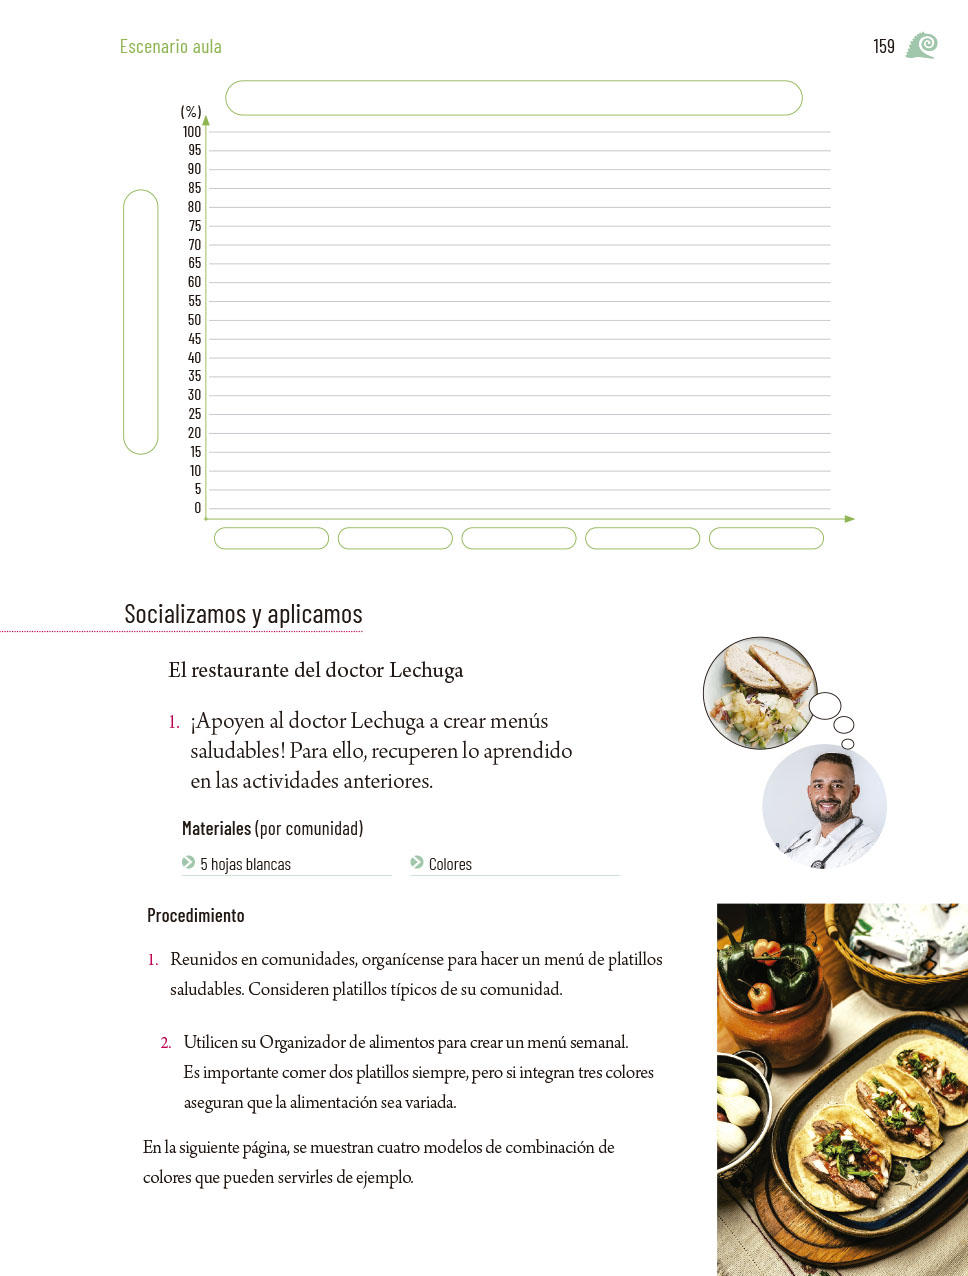 Escenario aula
159
(%)
100
95
90
85
80
75
70
65
60
55
50
45
40
35
30
25
20
15
10
5
0
Socializamos y aplicamos
El restaurante del doctor Lechuga
1. ¡Apoyen al doctor Lechuga a crear menús
saludables! Para ello, recuperen lo aprendido
en las actividades anteriores.
Materiales (por comunidad)
5 hojas blancas
Colores
Procedimiento
1. Reunidos en comunidades, organícense para hacer un menú de platillos
saludables. Consideren platillos típicos de su comunidad.
2. Utilicen su Organizador de alimentos para crear un menú semanal.
Es importante comer dos platillos siempre, pero si integran tres colores
aseguran que la alimentación sea variada.
En la siguiente página, se muestran cuatro modelos de combinación de
colores que pueden servirles de ejemplo.